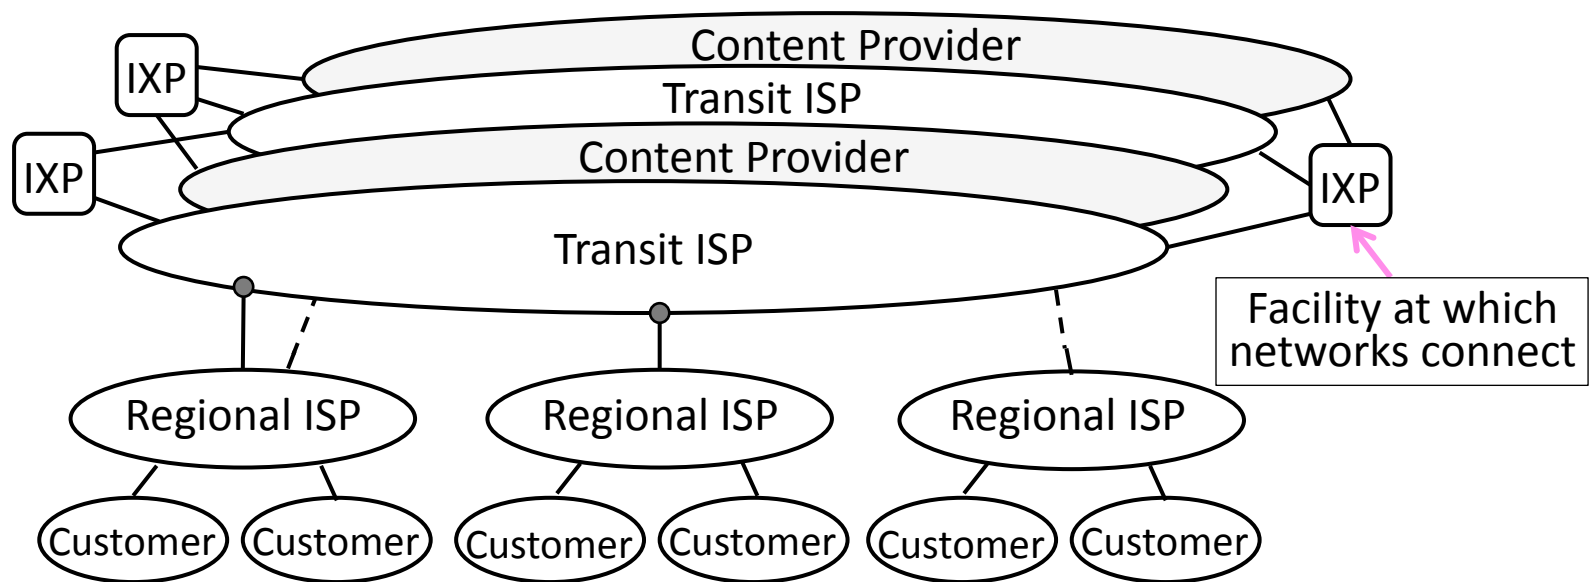 Content Provider
IXP
Transit ISP
Content Provider
IXP
IXP
Transit ISP
Facility at which
networks connect
Regional ISP
Regional ISP
Regional ISP
Customer
Customer
Customer
Customer
Customer
Customer